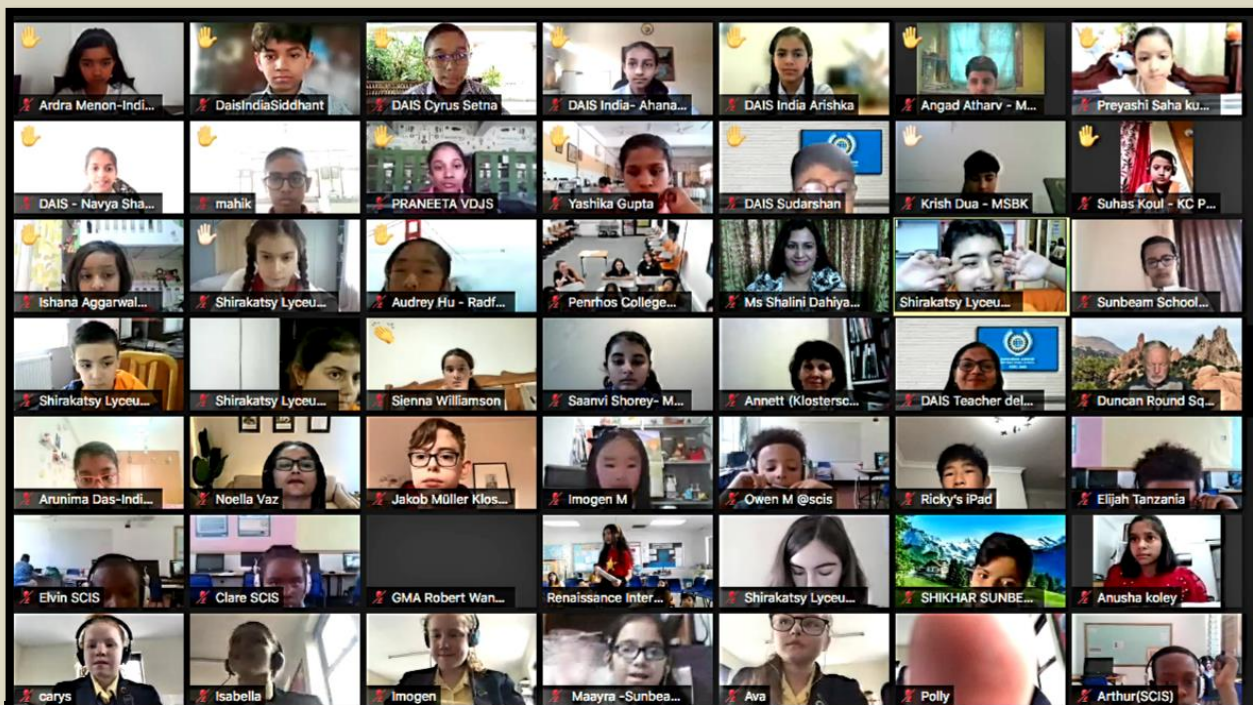 Ardra Menon-Indi...
DaisIndiaSiddhant
DAIS Cyrus Setna
DAIS India- Ahana...
DAIS India Arishka
Angad Atharv - M...
Preyashi Saha ku...
DAIS - Navya Sha...
mahik
PRANEETA VDJS
Yashika Gupta
DAIS Sudarshan
Krish Dua - MSBK
Suhas Koul - KC P...
Ishana Aggarwal...
Shirakatsy Lyceu...
Audrey Hu - Radf...
Penrhos College...
Ms Shalini Dahiya...
Shirakatsy Lyceu...
Sunbeam School...
Shirakatsy Lyceu...
Shirakatsy Lyceu...
Sienna Williamson
Saanvi Shorey- M...
Annett (Klostersc...
DAIS Teacher del...
Duncan Round Sq...
Arunima Das-Indi...
Noella Vaz
Jakob Müller Klos...
Imogen M
Owen M @scis
Ricky's iPad
Elijah Tanzania
Elvin SCIS
Clare SCIS
GMA Robert Wan...
Renaissance Inter...
Shirakatsy Lyceu...
SHIKHAR SUNBE...
Anusha koley
carys
Isabella
Imogen
Maayra -Sunbea...
Ava
Polly
Arthur(SCIS)